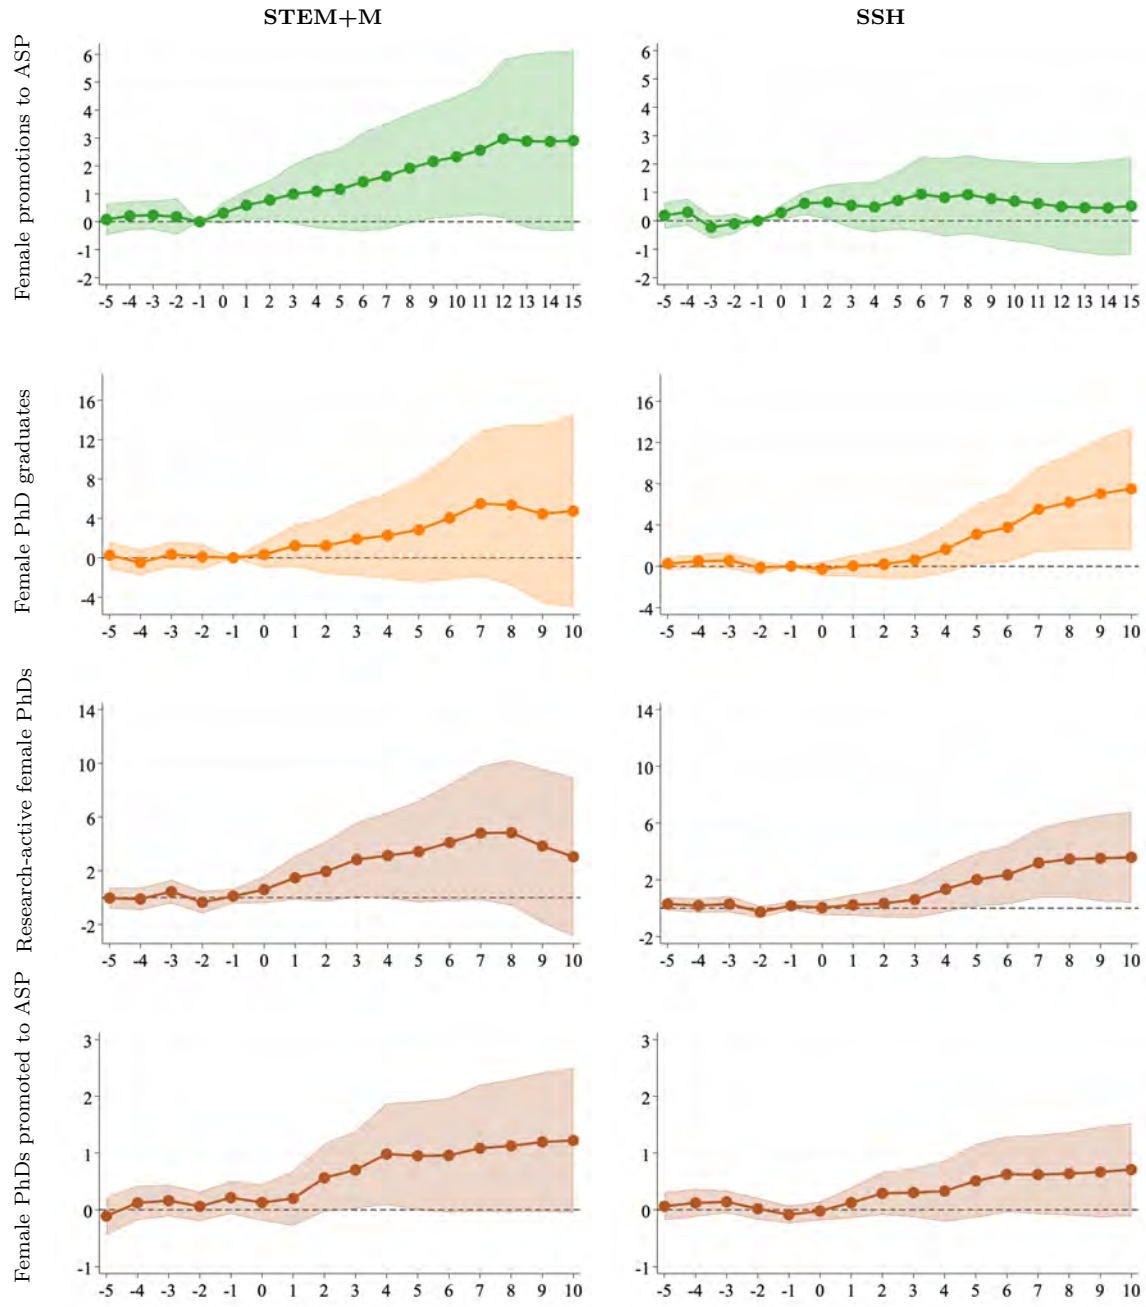 STEM+M SSH
Female promotions to ASP
6 5 4 3 2 1 0 -1 -2
-5 -4 -3 -2 -1 0 1 2 3 4 5 6 7 8 9 10 11 12 13 14 15
6 5 4 3 2 1 0 -1 -2
-5 -4 -3 -2 -1 0 1 2 3 4 5 6 7 8 9 10 11 12 13 14 15
Female PhD graduates
16 12 8 4 0 -4
-5 -4 -3 -2 -1 0 1 2 3 4 5 6 7 8 9 10
16 12 8 4 0 -4
-5 -4 -3 -2 -1 0 1 2 3 4 5 6 7 8 9 10
Research-active female PhDs
14 10 6 2 -2
-5 -4 -3 -2 -1 0 1 2 3 4 5 6 7 8 9 10
14 10 6 2 -2
-5 -4 -3 -2 -1 0 1 2 3 4 5 6 7 8 9 10
Female PhDs promoted to ASP
3 2 1 0 -1
-5 -4 -3 -2 -1 0 1 2 3 4 5 6 7 8 9 10
3 2 1 0 -1
-5 -4 -3 -2 -1 0 1 2 3 4 5 6 7 8 9 10